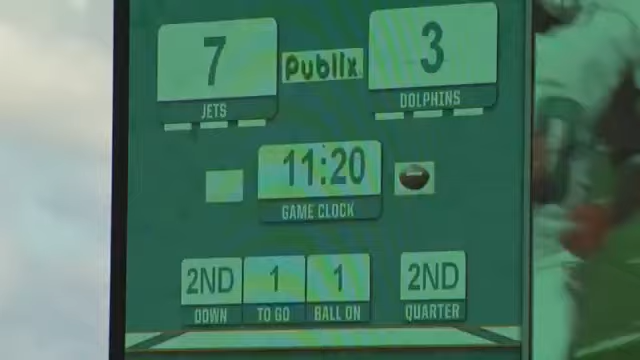 7 Publix 3
JETS DOLPHINS
11:20
GAME CLOCK
2ND 1 1 2ND
DOWN TO GO BALL ON QUARTER